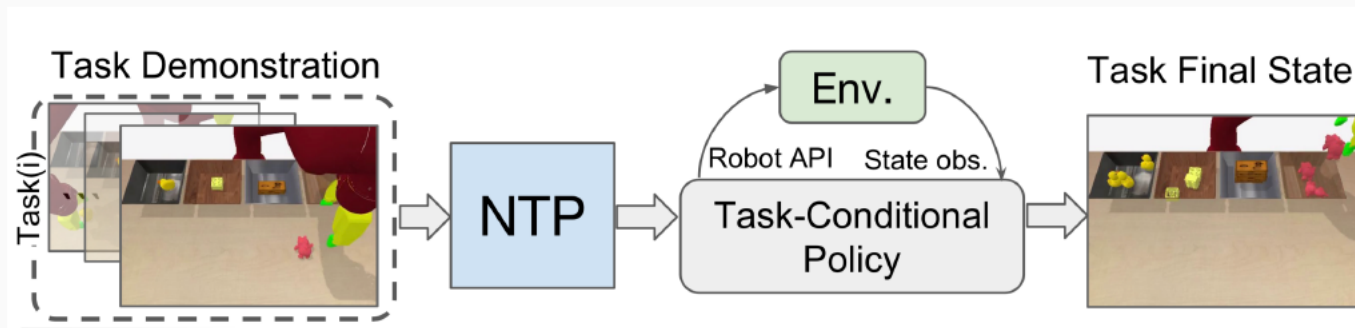 Task Demonstration
Task(i)
NTP
Env.
Robot API
State obs.
Task-Conditional
Policy
Task Final State